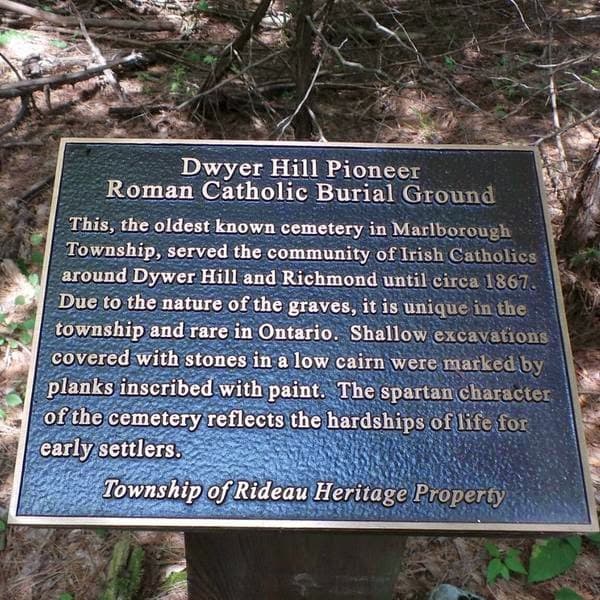 Dwyer Hill Pioneer
Roman Catholic Burial Ground
This, the oldest known cemetery in Marlborough
Township, served the community of Irish Catholics
around Dywer Hill and Richmond until circa 1867.
Due to the nature of the graves, it is unique in the
township and rare in Ontario. Shallow excavations
covered with stones in a low cairn were marked by
planks inscribed with paint. The spartan character
of the cemetery reflects the hardships of life for
early settlers.
Township of Rideau Heritage Property